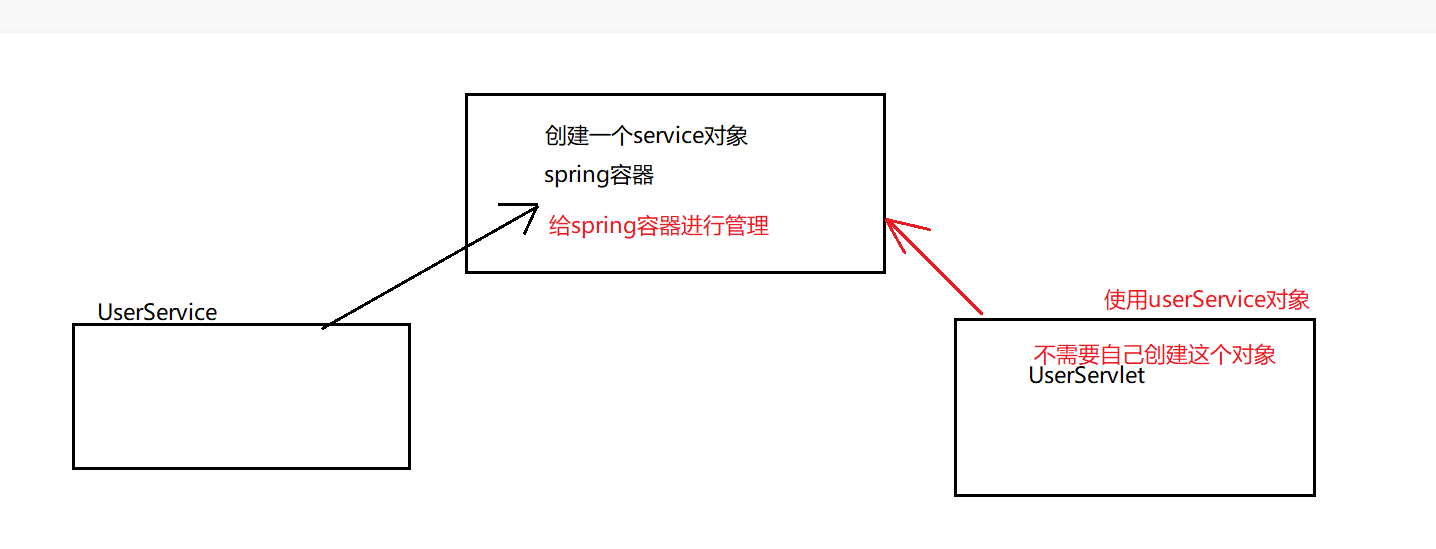 创建一个service对象
spring容器
给spring容器进行管理
UserService
使用userService对象
不需要自己创建这个对象
UserServlet